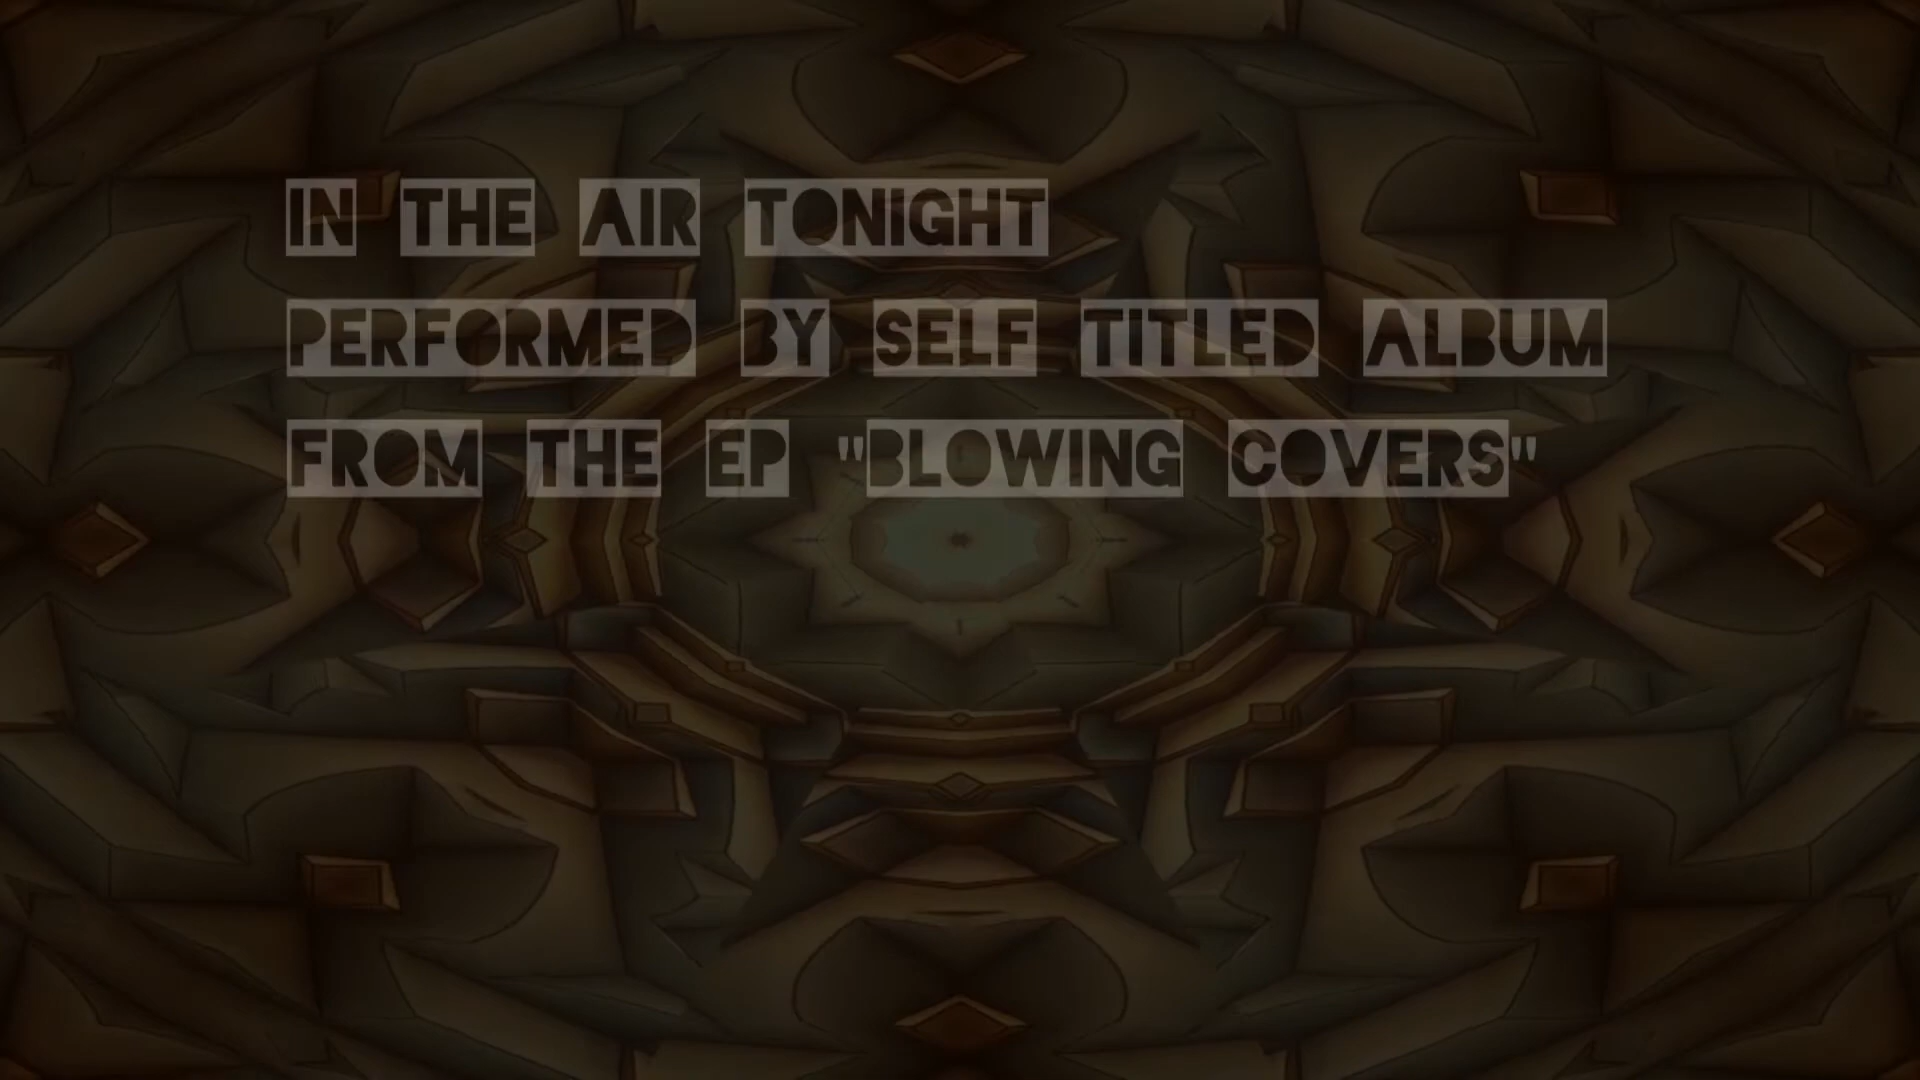 IN THE AIR TONIGHT
PERFORMED BY SELF TITLED ALBUM
FROM THE EP "BLOWING COVERS"